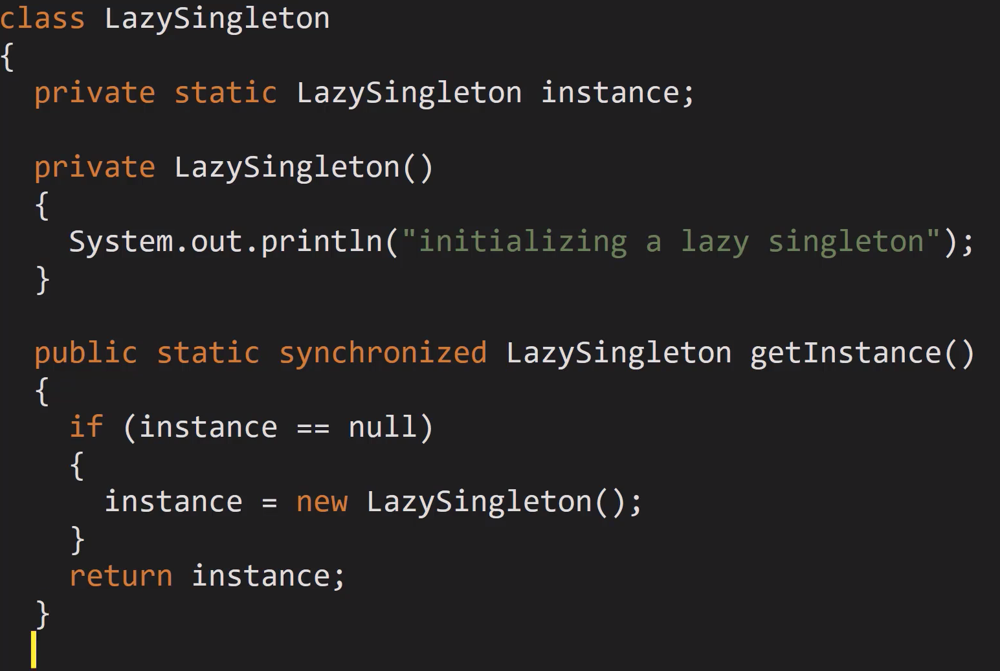 class LazySingleton
{
  private static LazySingleton instance;

  private LazySingleton()
  {
    System.out.println("initializing a lazy singleton");
  }

  public static synchronized LazySingleton getInstance()
  {
    if (instance == null)
    {
      instance = new LazySingleton();
    }
    return instance;
  }